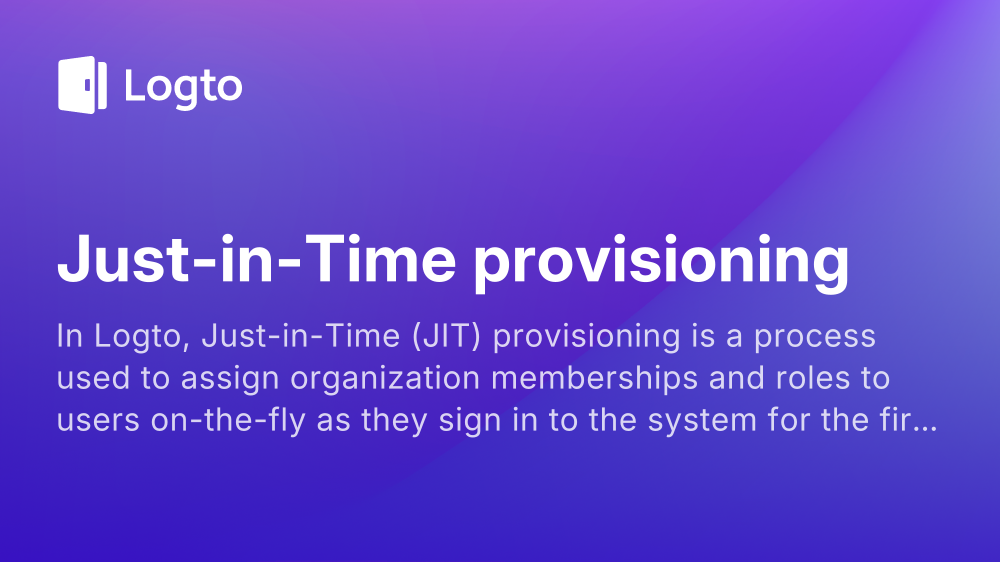 Logto
Just-in-Time provisioning
In Logto, Just-in-Time (JIT) provisioning is a process
used to assign organization memberships and roles to
users on-the-fly as they sign in to the system for the fir...